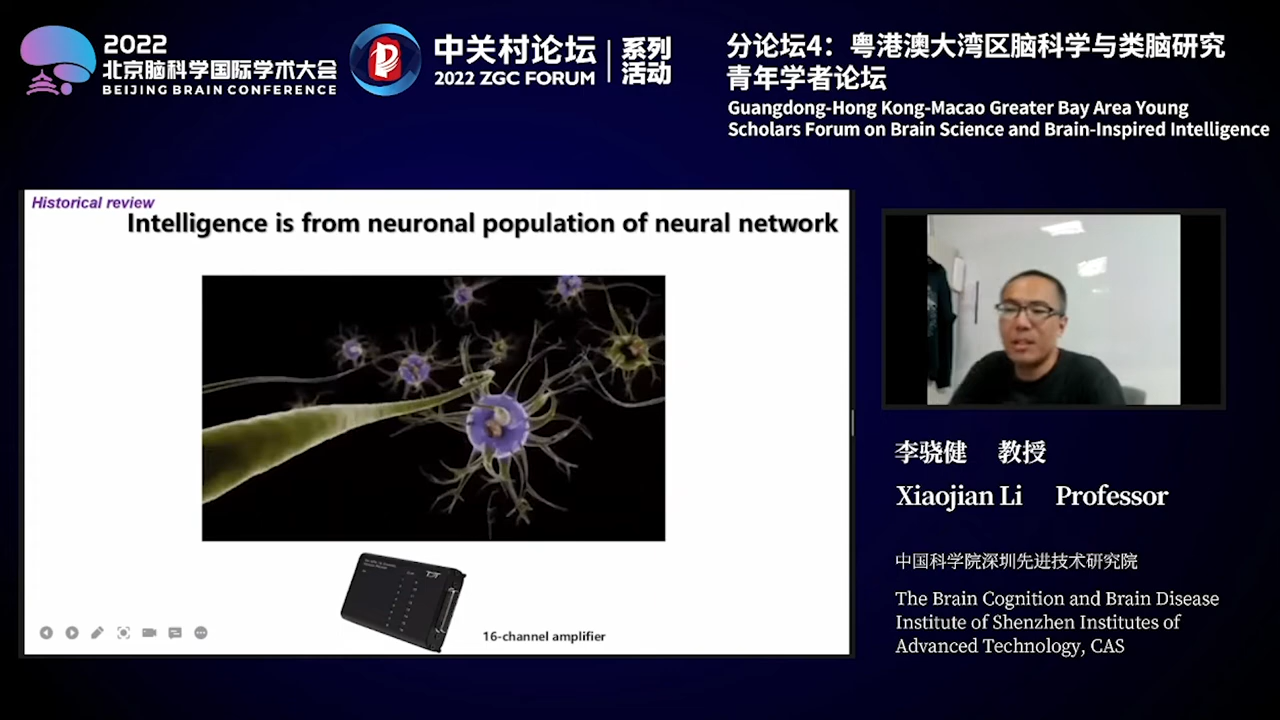 2022
北京脑科学国际学术大会
BEIJING BRAIN CONFERENCE
中关村论坛
2022 ZGC FORUM
系列
活动
分论坛4：粤港澳大湾区脑科学与类脑研究
青年学者论坛
Guangdong-Hong Kong-Macao Greater Bay Area Young
Scholars Forum on Brain Science and Brain-Inspired Intelligence
Historical review
Intelligence is from neuronal population of neural network
16-channel amplifier
李骁健 教授
Xiaojian Li Professor
中国科学院深圳先进技术研究院
The Brain Cognition and Brain Disease
Institute of Shenzhen Institutes of
Advanced Technology, CAS